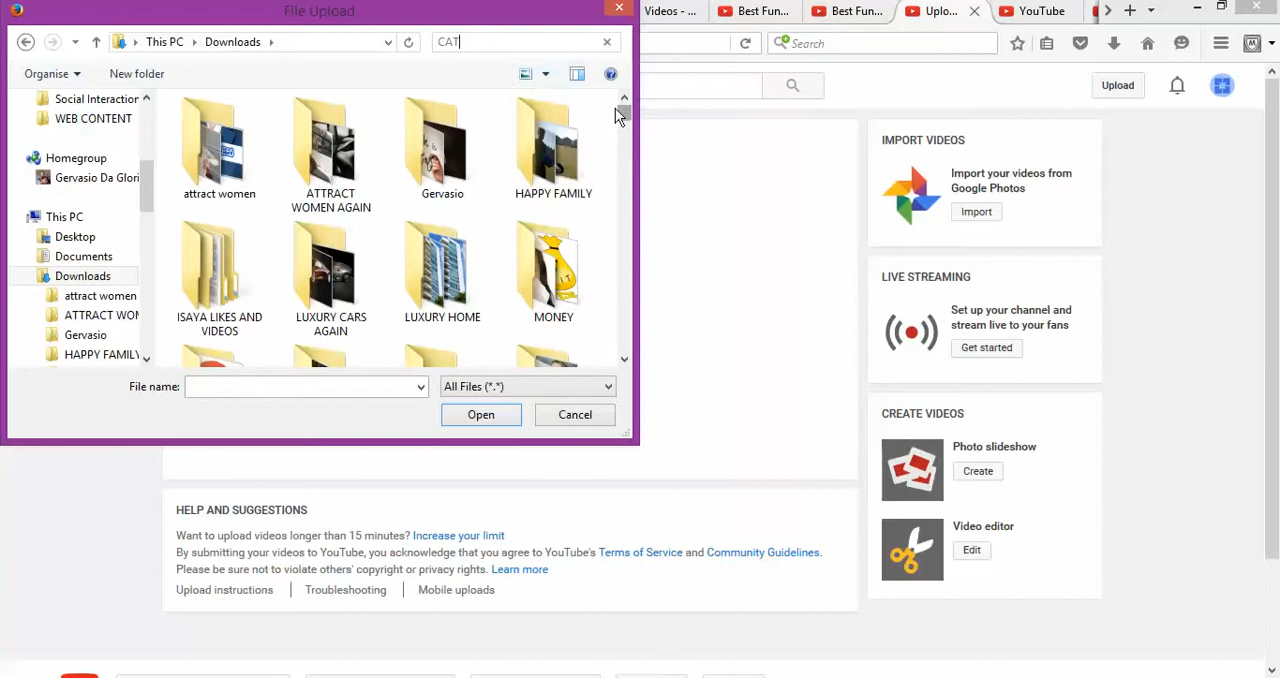 File Upload
Videos - ...
Best Fun...
Best Fun...
Uplo...
YouTube
This PC
Downloads
CAT
Search
Organise
New folder
Upload
Social Interaction
WEB CONTENT
Homegroup
Gervasio Da Glori
This PC
Desktop
Documents
Downloads
attract women
ATTRACT WOM
Gervasio
HAPPY FAMILY
attract women
ATTRACT WOMEN AGAIN
Gervasio
HAPPY FAMILY
ISAYA LIKES AND VIDEOS
LUXURY CARS AGAIN
LUXURY HOME
MONEY
File name:
All Files (*.*)
Open
Cancel
IMPORT VIDEOS
Import your videos from
Google Photos
Import
LIVE STREAMING
Set up your channel and
stream live to your fans
Get started
CREATE VIDEOS
Photo slideshow
Create
Video editor
Edit
HELP AND SUGGESTIONS
Want to upload videos longer than 15 minutes? Increase your limit
By submitting your videos to YouTube, you acknowledge that you agree to YouTube's Terms of Service and Community Guidelines.
Please be sure not to violate others' copyright or privacy rights. Learn more
Upload instructions
Troubleshooting
Mobile uploads